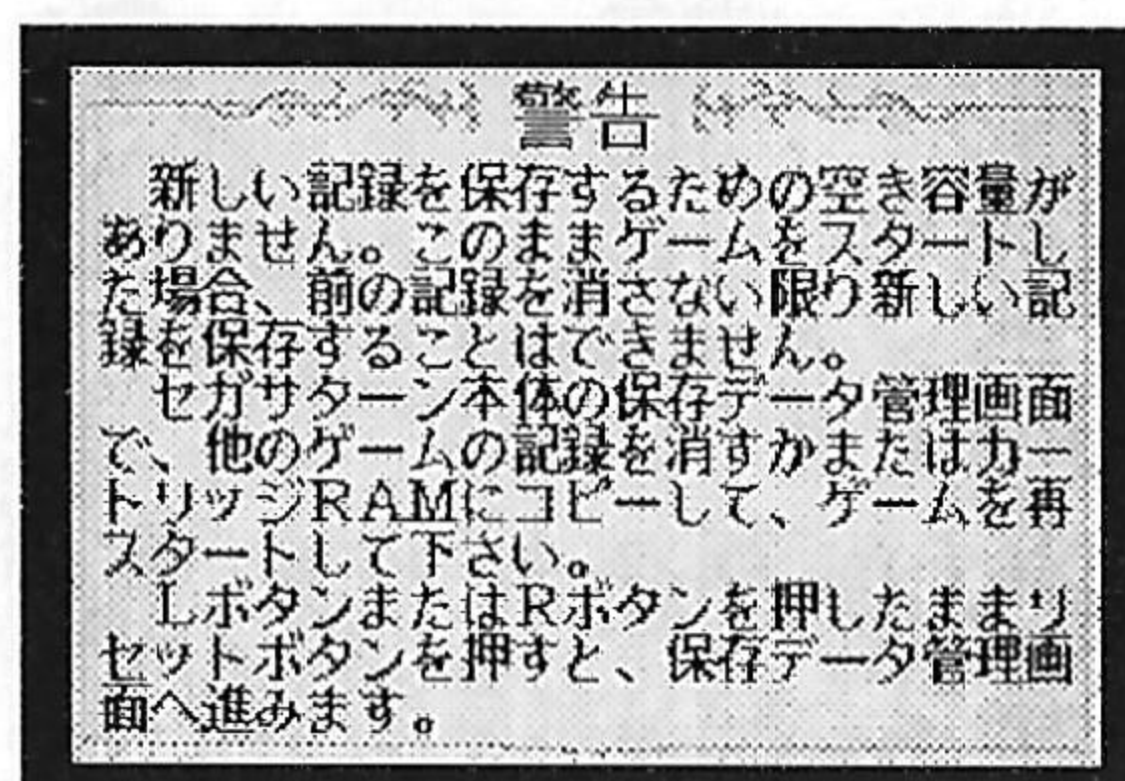 警告
新しい記録を保存するための空き容量が
ありません。このままゲームをスタートし
た場合、前の記録を消さない限り新しい記
録を保存することはできません。
セガサターン本体の保存データ管理画面
で、他のゲームの記録を消すかまたはカー
トリッジRAMにコピーして、ゲームを再
スタートして下さい。
LボタンまたはRボタンを押したままリ
セットボタンを押すと、保存データ管理画
面へ進みます。